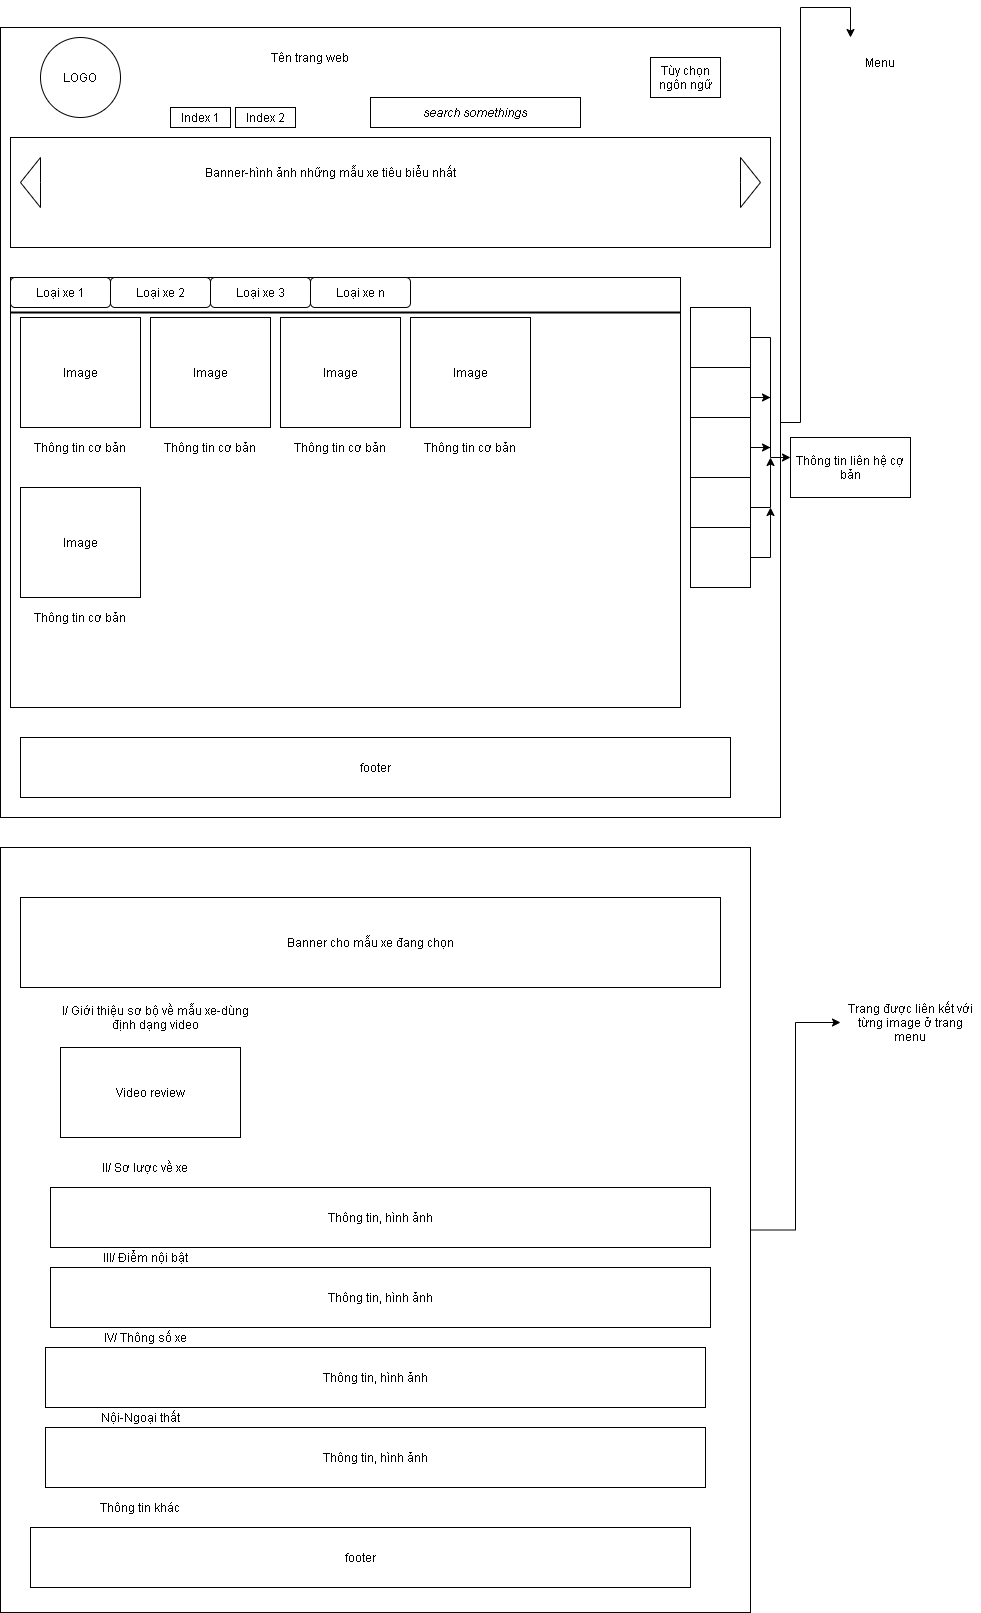 Menu
Tên trang web
LOGO
Tùy chọn
ngôn ngữ
Index 1
Index 2
search somethings
Banner-hình ảnh những mẫu xe tiêu biểu nhất
Loại xe 1
Loại xe 2
Loại xe 3
Loại xe n
Image
Image
Image
Image
Thông tin cơ bản
Thông tin cơ bản
Thông tin cơ bản
Thông tin cơ bản
Thông tin liên hệ cợ
bẳn
Image
Thông tin cơ bản
footer
Banner cho mẫu xe đang chọn
I/ Giới thiệu sơ bộ về mẫu xe-dùng
định dạng video
Trang được liên kết với
từng image ở trang
menu
Video review
II/ Sơ lược về xe
Thông tin, hình ảnh
III/ Điểm nội bật
Thông tin, hình ảnh
IV/ Thông số xe
Thông tin, hình ảnh
Nội-Ngoại thất
Thông tin, hình ảnh
Thông tin khác
footer